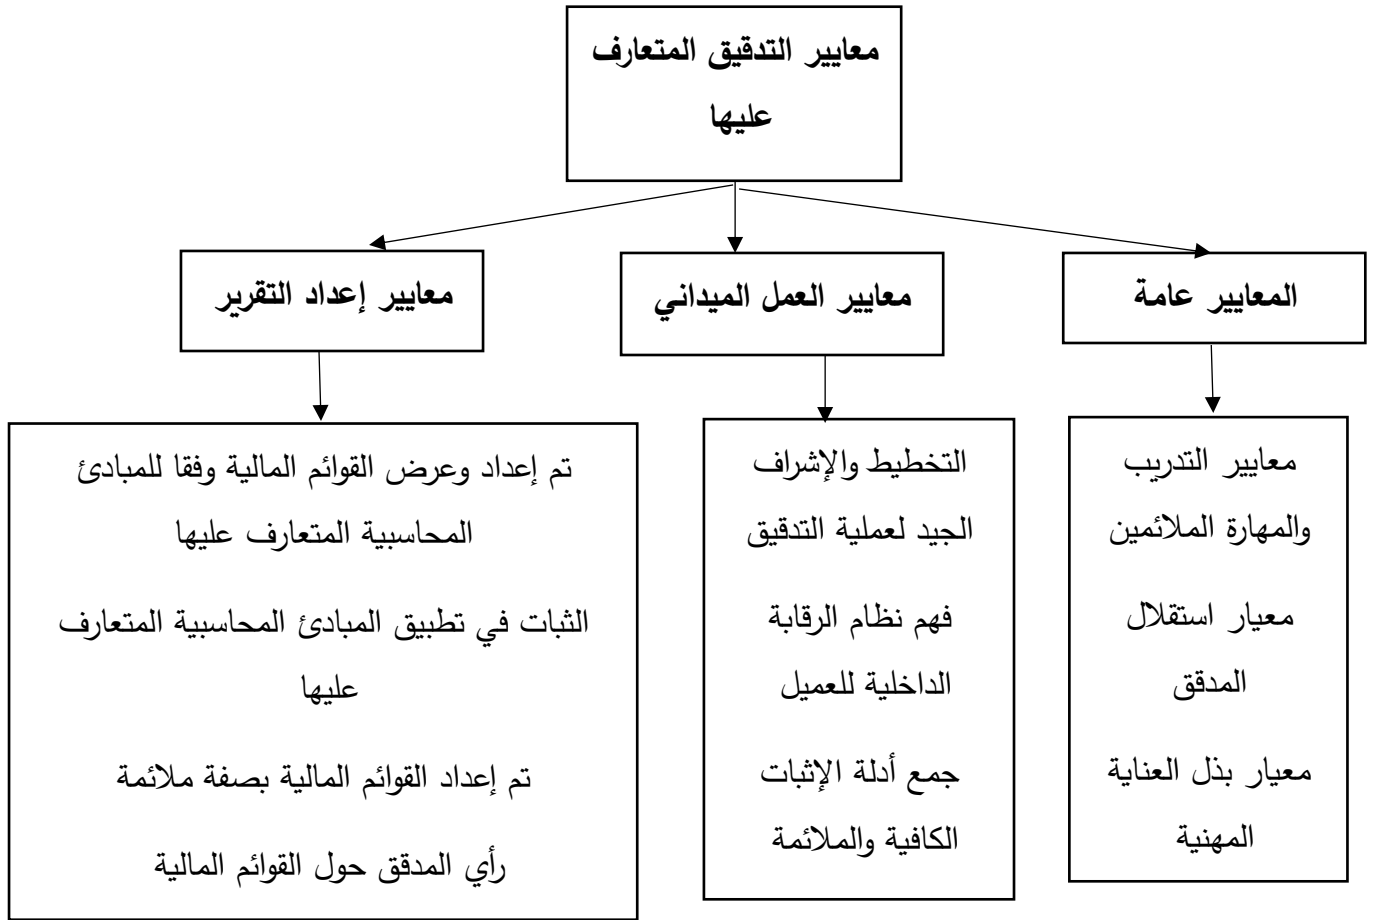 معايير التدقيق المتعارف
عليها
المعايير عامة
معايير العمل الميداني
معايير إعداد التقرير
معايير التدريب
والمهارة الملائمين
معيار استقلال
المدقق
معيار بذل العناية
المهنية
التخطيط والإشراف
الجيد لعملية التدقيق
فهم نظام الرقابة
الداخلية للعميل
جمع أدلة الإثبات
الكافية والملائمة
تم إعداد وعرض القوائم المالية وفقا للمبادئ
المحاسبية المتعارف عليها
الثبات في تطبيق المبادئ المحاسبية المتعارف
عليها
تم إعداد القوائم المالية بصفة ملائمة
رأي المدقق حول القوائم المالية